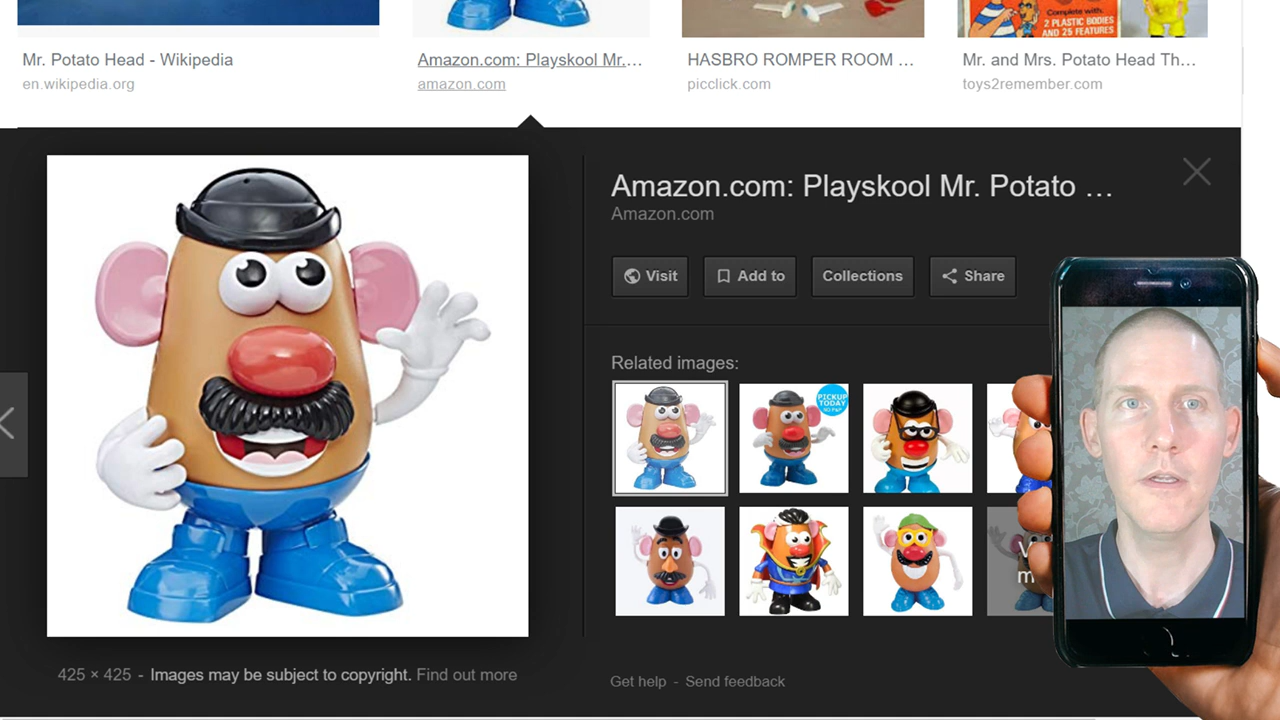 Complete with.
2 PLASTIC BODIES
AND 25 FEATURES
Mr. Potato Head - Wikipedia
en.wikipedia.org
Amazon.com: Playskool Mr.…
amazon.com
HASBRO ROMPER ROOM …
picclick.com
Mr. and Mrs. Potato Head Th…
toys2remember.com
Amazon.com: Playskool Mr. Potato …
Amazon.com
Visit
Add to
Collections
Share
Related images:
PICKUP
TODAY
425 × 425 - Images may be subject to copyright. Find out more
Get help - Send feedback